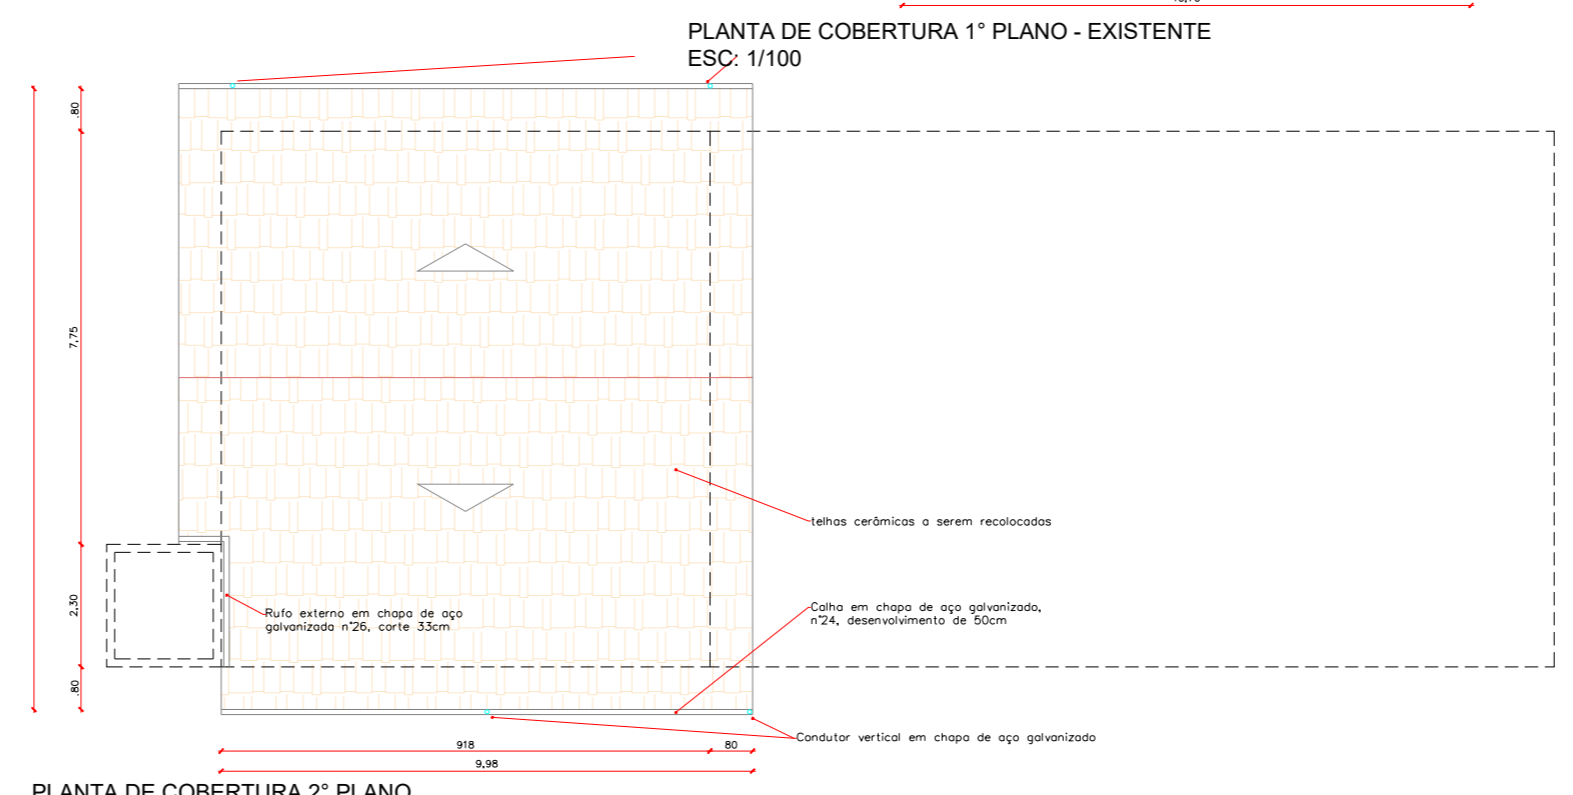 PLANTA DE COBERTURA 1° PLANO - EXISTENTE
ESC: 1/100
.80
7,75
telhas cerâmicas a serem recolocadas
Rufo externo em chapa de aço
galvanizada n°26, corte 33cm
Calha em chapa de aço galvanizado,
n°24, desenvolvimento de 50cm
2,30
.80
Condutor vertical em chapa de aço galvanizado
918
80
9,98
PLANTA DE COBERTURA 2° PLANO